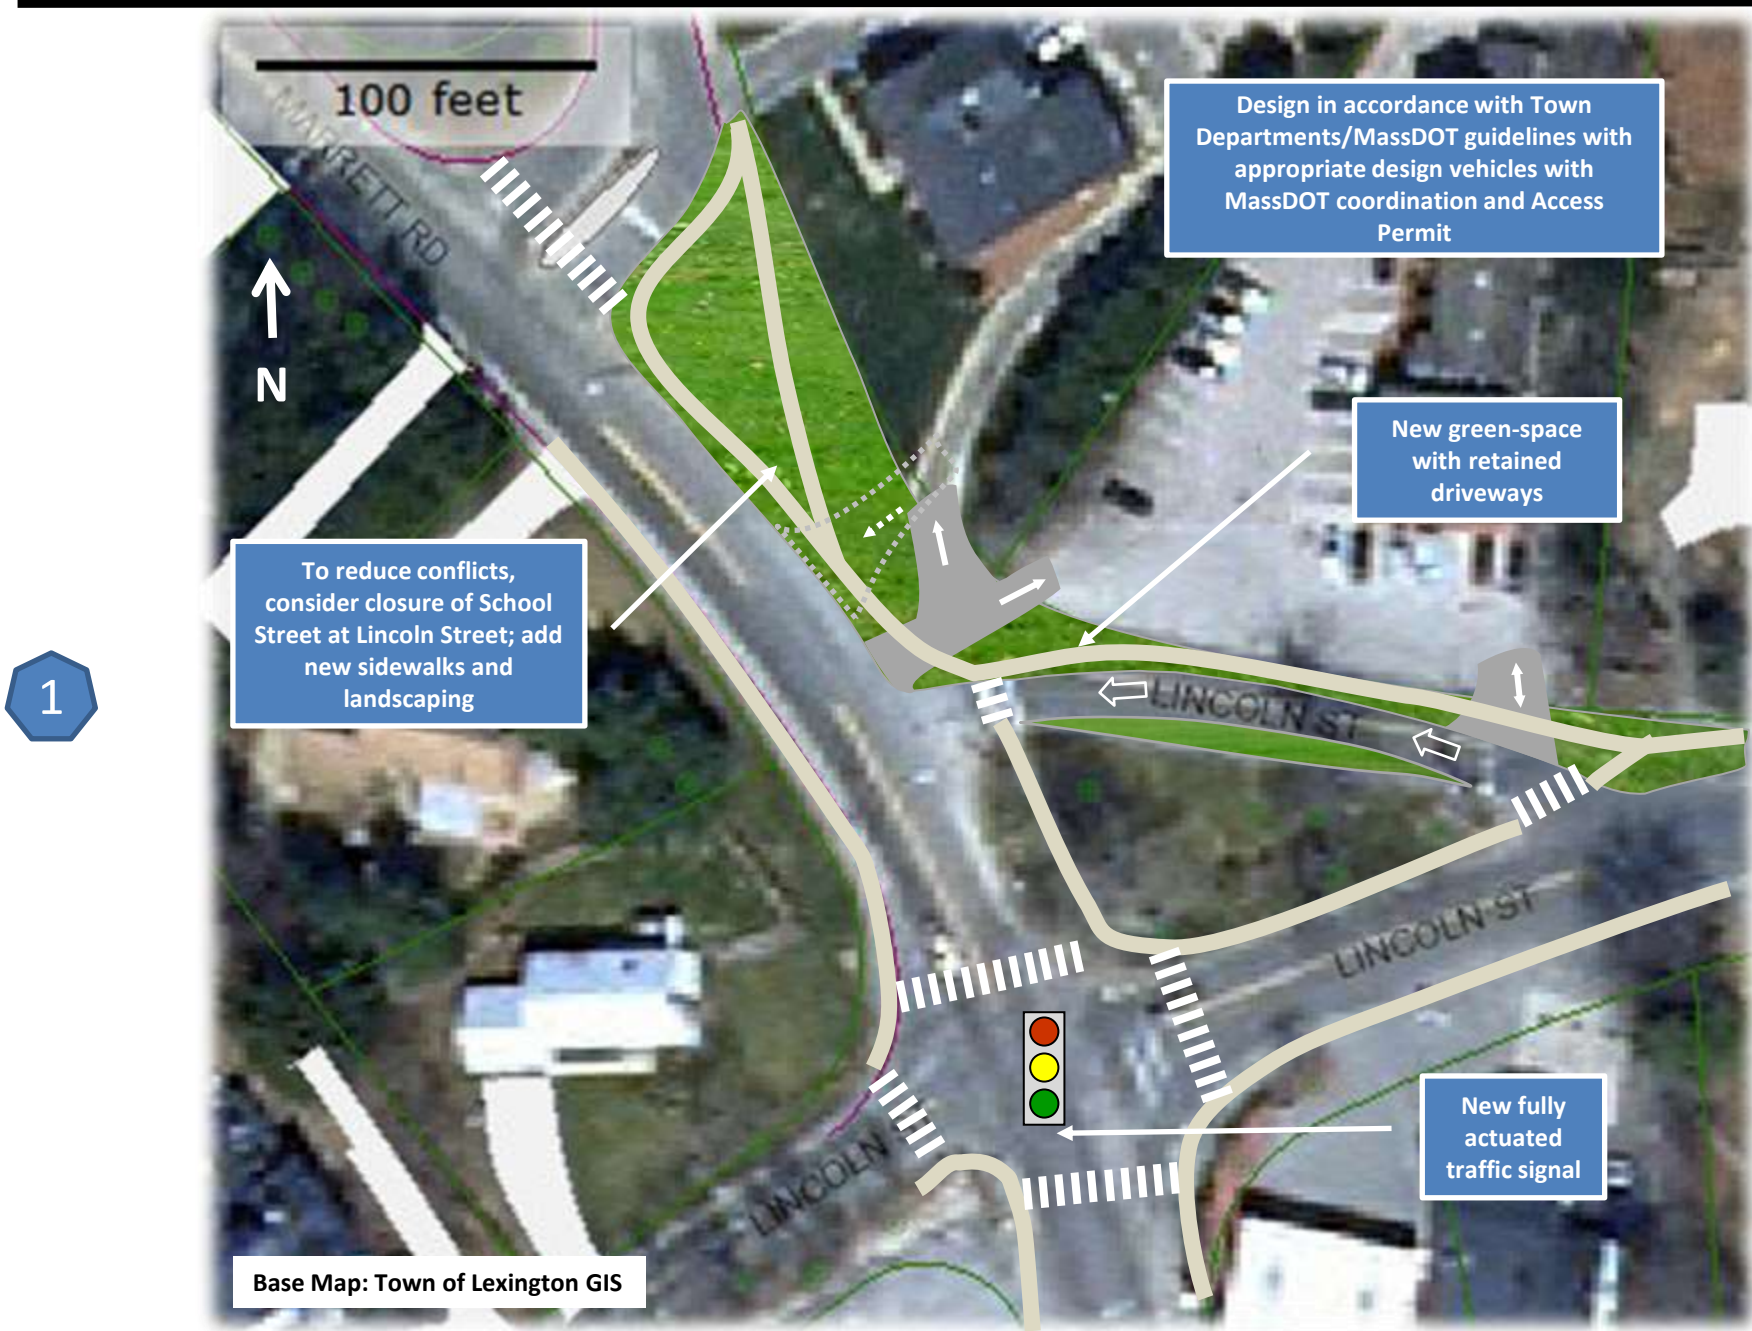 100 feet
MARRETT RD
Design in accordance with Town
Departments/MassDOT guidelines with
appropriate design vehicles with
MassDOT coordination and Access
Permit
N
New green-space
with retained
driveways
To reduce conflicts,
consider closure of School
Street at Lincoln Street; add
new sidewalks and
landscaping
1
LINCOLN ST
LINCOLN ST
New fully
actuated
traffic signal
LINCOLN
Base Map: Town of Lexington GIS